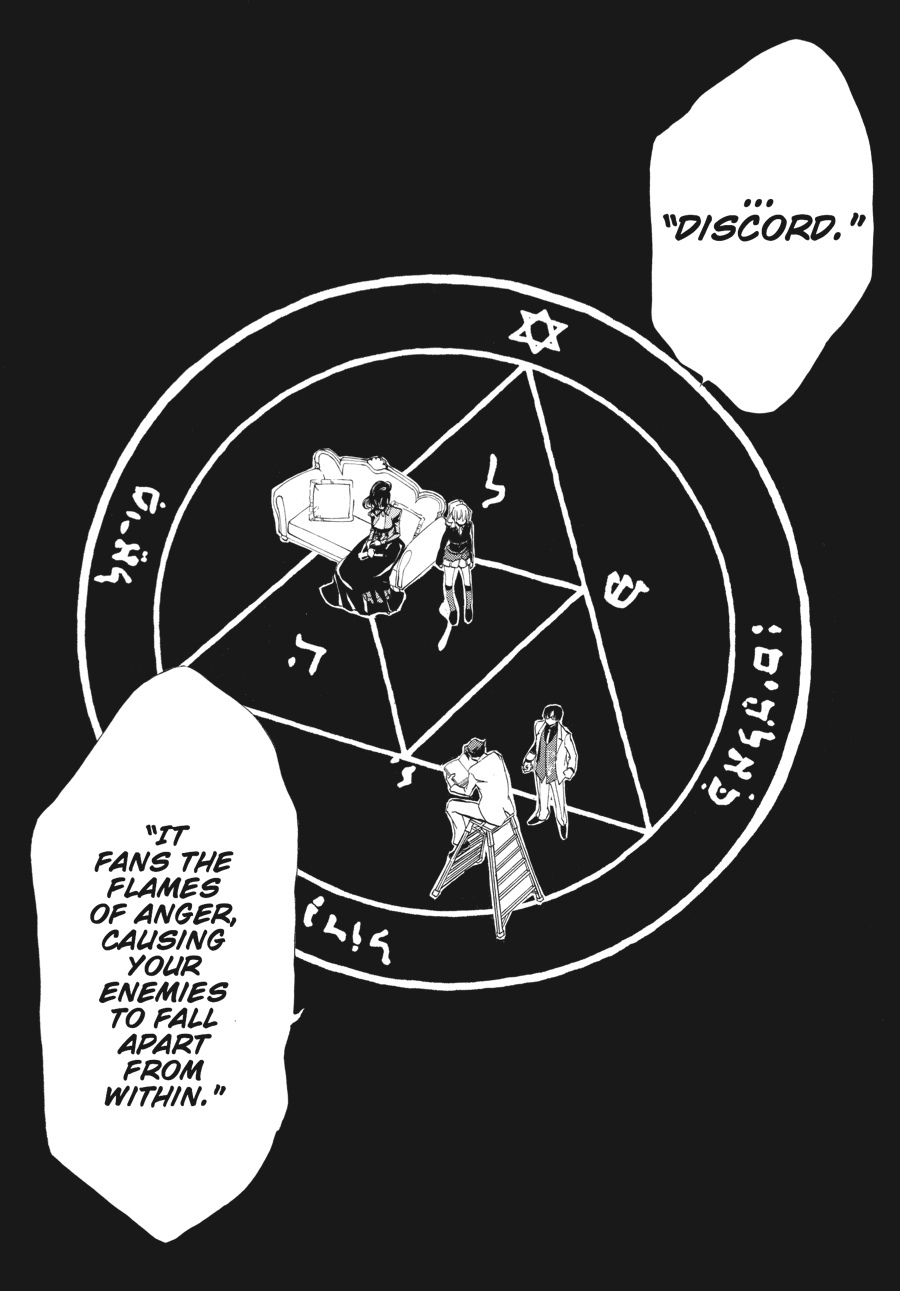 ...
"DISCORD."
"IT
FANS THE
FLAMES
OF ANGER,
CAUSING
YOUR
ENEMIES
TO FALL
APART
FROM
WITHIN."